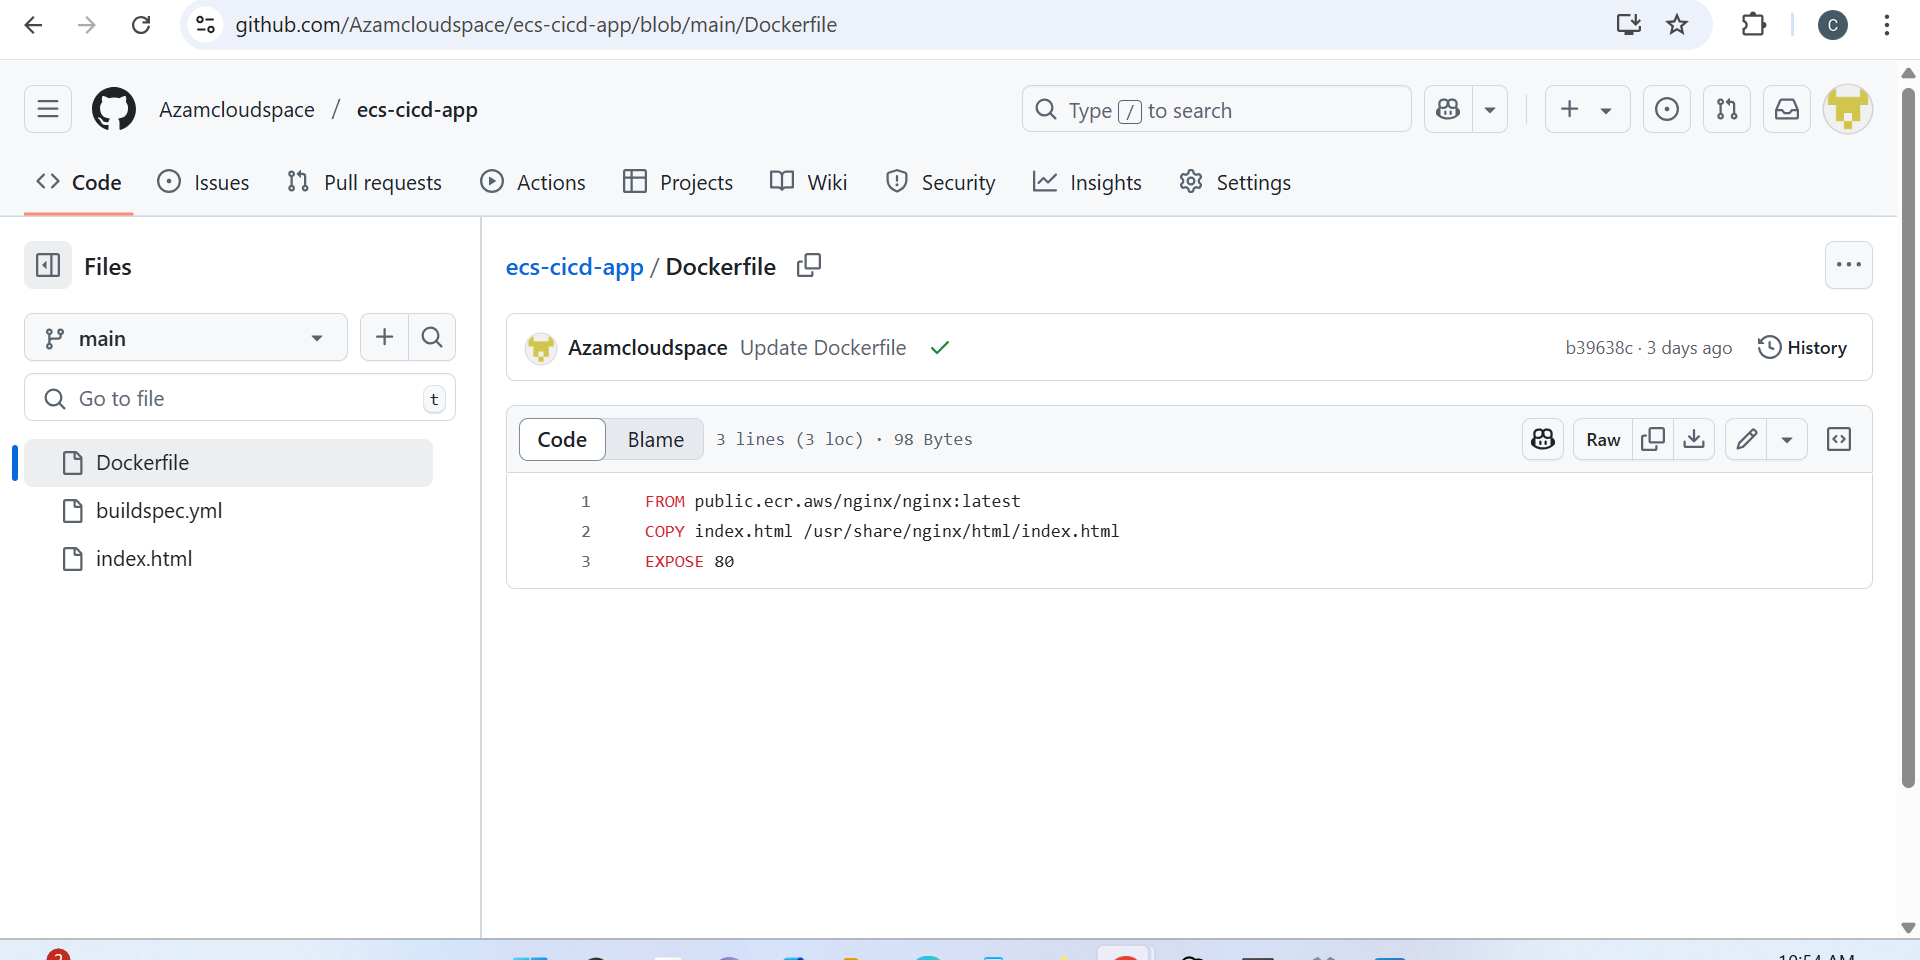 github.com/Azamcloudspace/ecs-cicd-app/blob/main/Dockerfile
C
Azamcloudspace / ecs-cicd-app
Type / to search
Code
Issues
Pull requests
Actions
Projects
Wiki
Security
Insights
Settings
Files
main
Go to file
t
Dockerfile
buildspec.yml
index.html
ecs-cicd-app / Dockerfile
Azamcloudspace Update Dockerfile
b39638c · 3 days ago
History
Code
Blame
3 lines (3 loc) · 98 Bytes
Raw
1 FROM public.ecr.aws/nginx/nginx:latest
2 COPY index.html /usr/share/nginx/html/index.html
3 EXPOSE 80